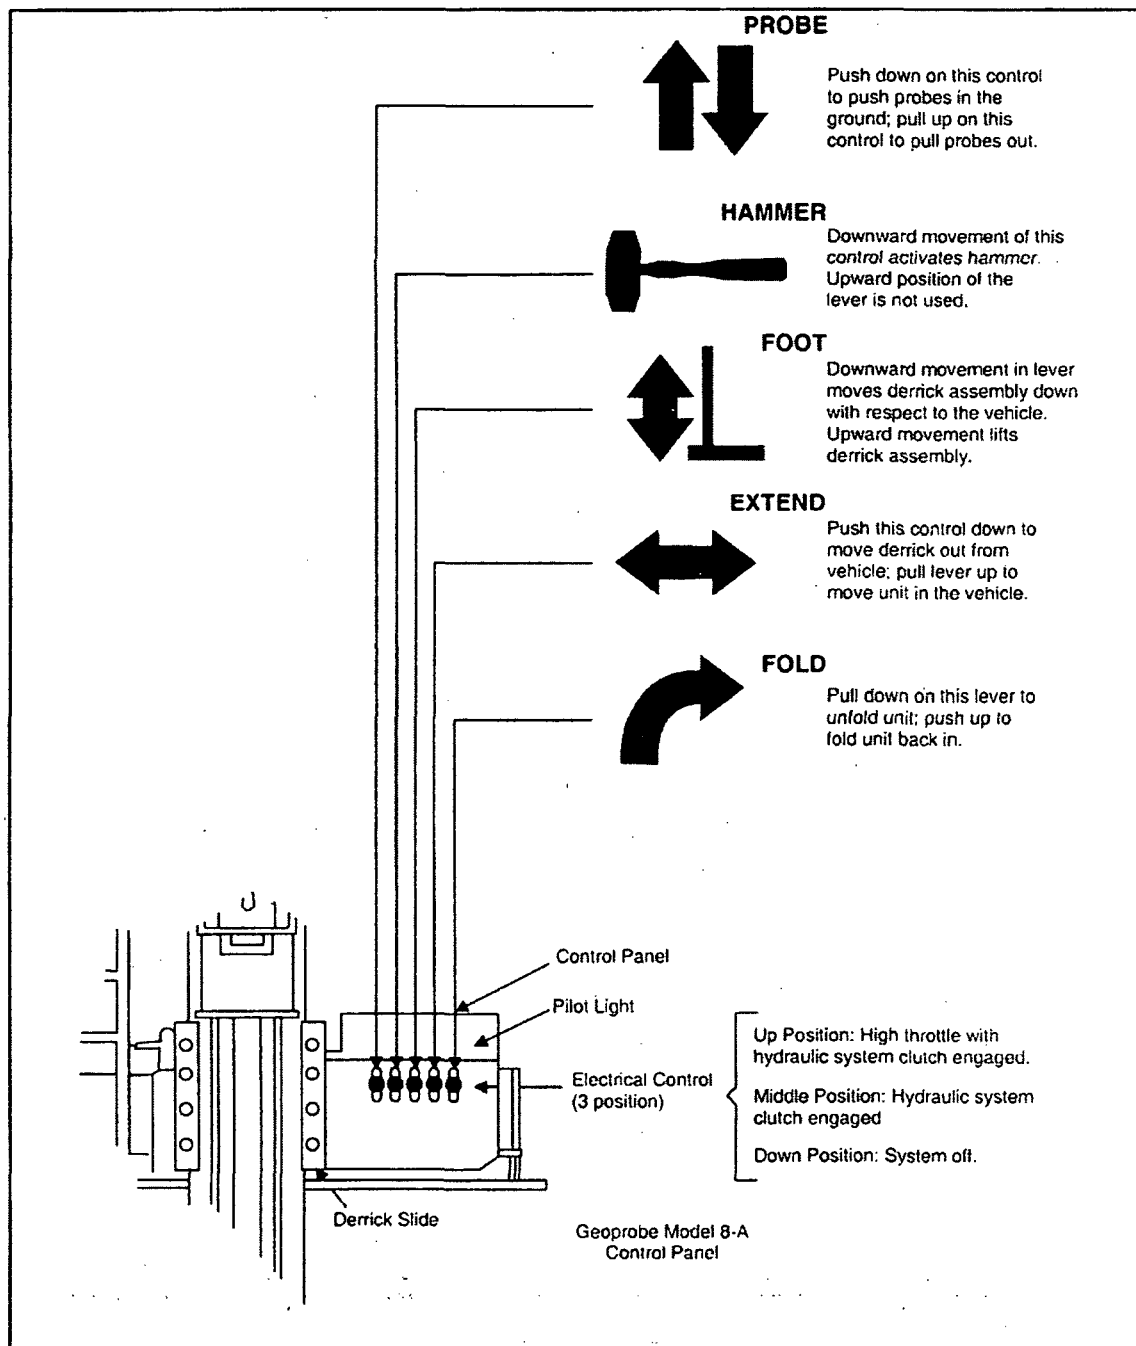 PROBE
Push down on this control
to push probes in the
ground; pull up on this
control to pull probes out.
HAMMER
Downward movement of this
control activates hammer.
Upward position of the
lever is not used.
FOOT
Downward movement in lever
moves derrick assembly down
with respect to the vehicle.
Upward movement lifts
derrick assembly.
EXTEND
Push this control down to
move derrick out from
vehicle; pull lever up to
move unit in the vehicle.
FOLD
Pull down on this lever to
unfold unit; push up to
fold unit back in.
Control Panel
Pilot Light
Electrical Control
(3 position)
Up Position: High throttle with
hydraulic system clutch engaged.
Middle Position: Hydraulic system
clutch engaged
Down Position: System off.
Derrick Slide
Geoprobe Model 8-A
Control Panel